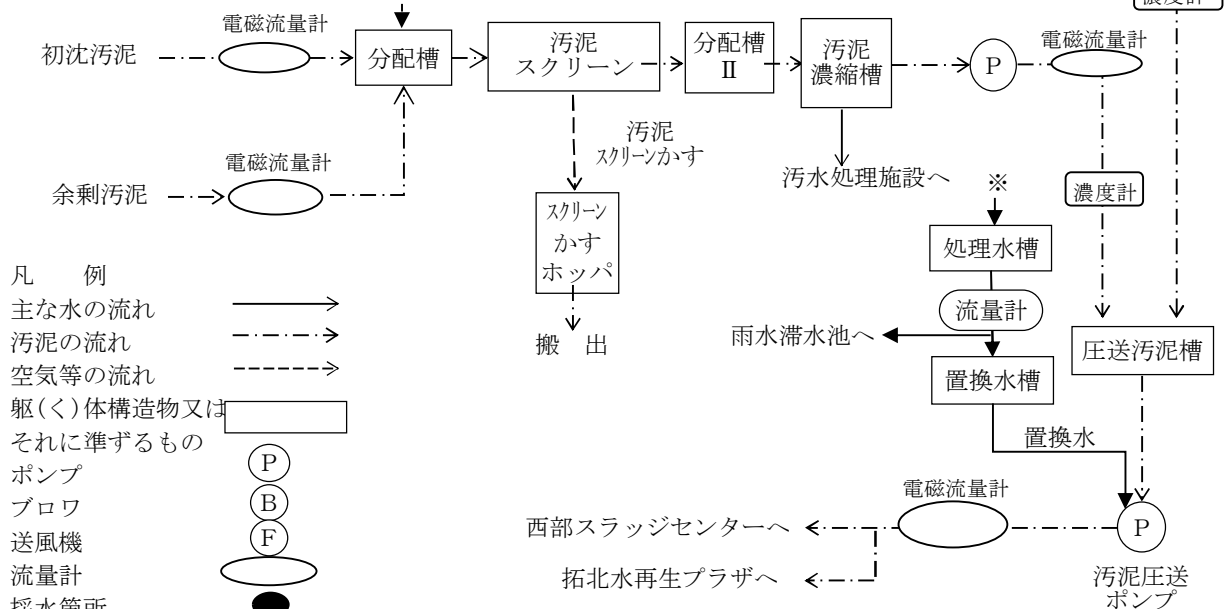 濃度計
電磁流量計
初沈汚泥
分配槽
汚泥
スクリーン
分配槽
Ⅱ
汚泥
濃縮槽
P
電磁流量計
汚泥
スクリーンかす
電磁流量計
余剰汚泥
汚水処理施設へ
※
濃度計
スクリーン
かす
ホッパ
処理水槽
流量計
搬 出
雨水滞水池へ
圧送汚泥槽
置換水槽
置換水
凡 例
主な水の流れ
汚泥の流れ
空気等の流れ
躯(く)体構造物又は
それに準ずるもの
ポンプ
P
ブロワ
B
送風機
F
流量計
採水箇所
電磁流量計
西部スラッジセンターへ
P
拓北水再生プラザへ
汚泥圧送
ポンプ